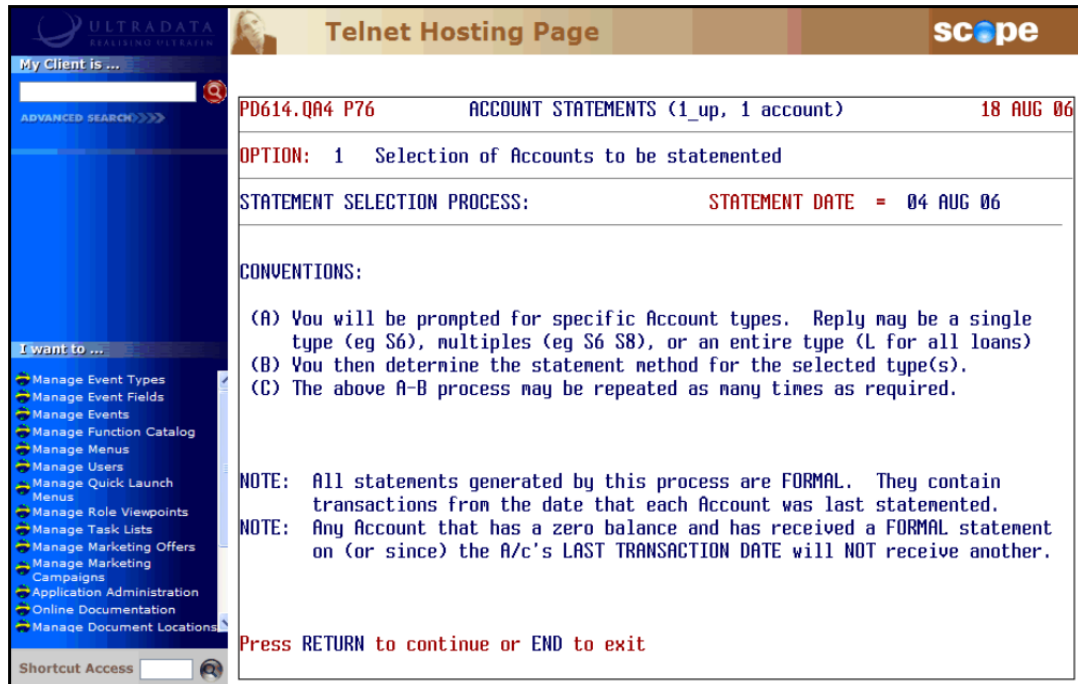 ULTRADATA
REALISING ULTRAFIN
Telnet Hosting Page
scope
My Client is ...
ADVANCED SEARCH
PD614.QA4 P76 ACCOUNT STATEMENTS (1_up, 1 account) 18 AUG 06
OPTION: 1 Selection of Accounts to be statemented
STATEMENT SELECTION PROCESS: STATEMENT DATE = 04 AUG 06
CONVENTIONS:
(A) You will be prompted for specific Account types. Reply may be a single
type (eg S6), multiples (eg S6 S8), or an entire type (L for all loans)
(B) You then determine the statement method for the selected type(s).
(C) The above A-B process may be repeated as many times as required.
NOTE: All statements generated by this process are FORMAL. They contain
transactions from the date that each Account was last statemented.
NOTE: Any Account that has a zero balance and has received a FORMAL statement
on (or since) the A/c's LAST TRANSACTION DATE will NOT receive another.
Press RETURN to continue or END to exit
I want to ...
Manage Event Types
Manage Event Fields
Manage Events
Manage Function Catalog
Manage Menus
Manage Users
Manage Quick Launch
Menus
Manage Role Viewpoints
Manage Task Lists
Manage Marketing Offers
Manage Marketing
Campaigns
Application Administration
Online Documentation
Manage Document Locations
Shortcut Access